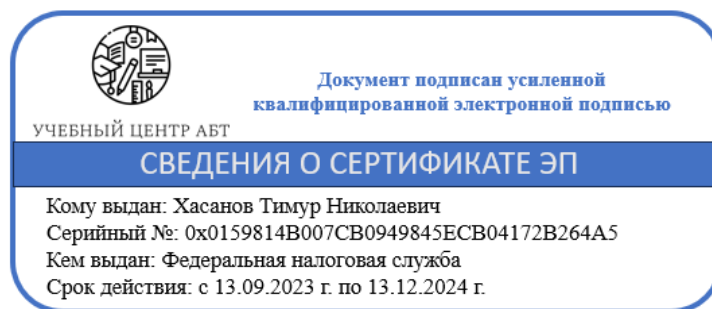 Документ подписан усиленной
квалифицированной электронной подписью
УЧЕБНЫЙ ЦЕНТР АБТ
СВЕДЕНИЯ О СЕРТИФИКАТЕ ЭП
Кому выдан: Хасанов Тимур Николаевич
Серийный №: 0x0159814B007CB0949845ECB04172B264A5
Кем выдан: Федеральная налоговая служба
Срок действия: с 13.09.2023 г. по 13.12.2024 г.